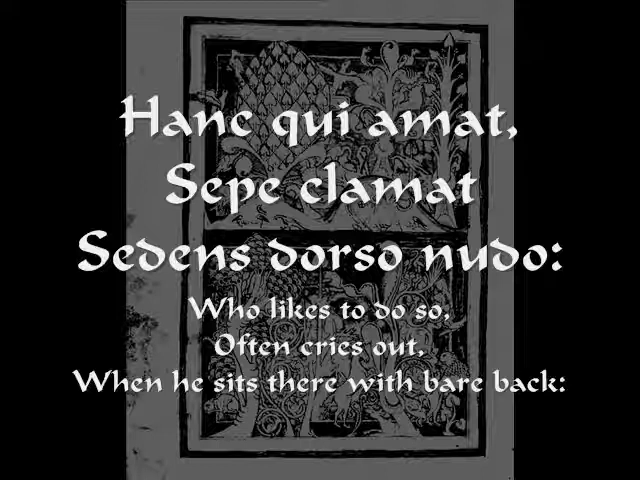 Hanc qui amat,
Sepe clamat
Sedens dorso nudo:
Who likes to do so,
Often cries out,
When he sits there with bare back: